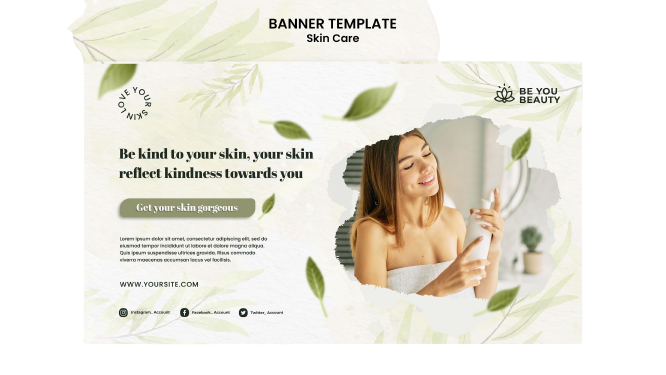 BANNER TEMPLATE
Skin Care
LOVE YOUR SKIN
BE YOU
BEAUTY
Be kind to your skin, your skin
reflect kindness towards you
Get your skin gorgeous
Lorem ipsum dolor sit amet, consectetur adipiscing elit, sed do
eiusmod tempor incididunt ut labore et dolore magna aliqua.
Quis ipsum suspendisse ultrices gravida. Risus commodo
viverra maecenas accumsan lacus vel facilisis.
WWW.YOURSITE.COM
Instagram_Account
Facebook_Account
Twitter_Account